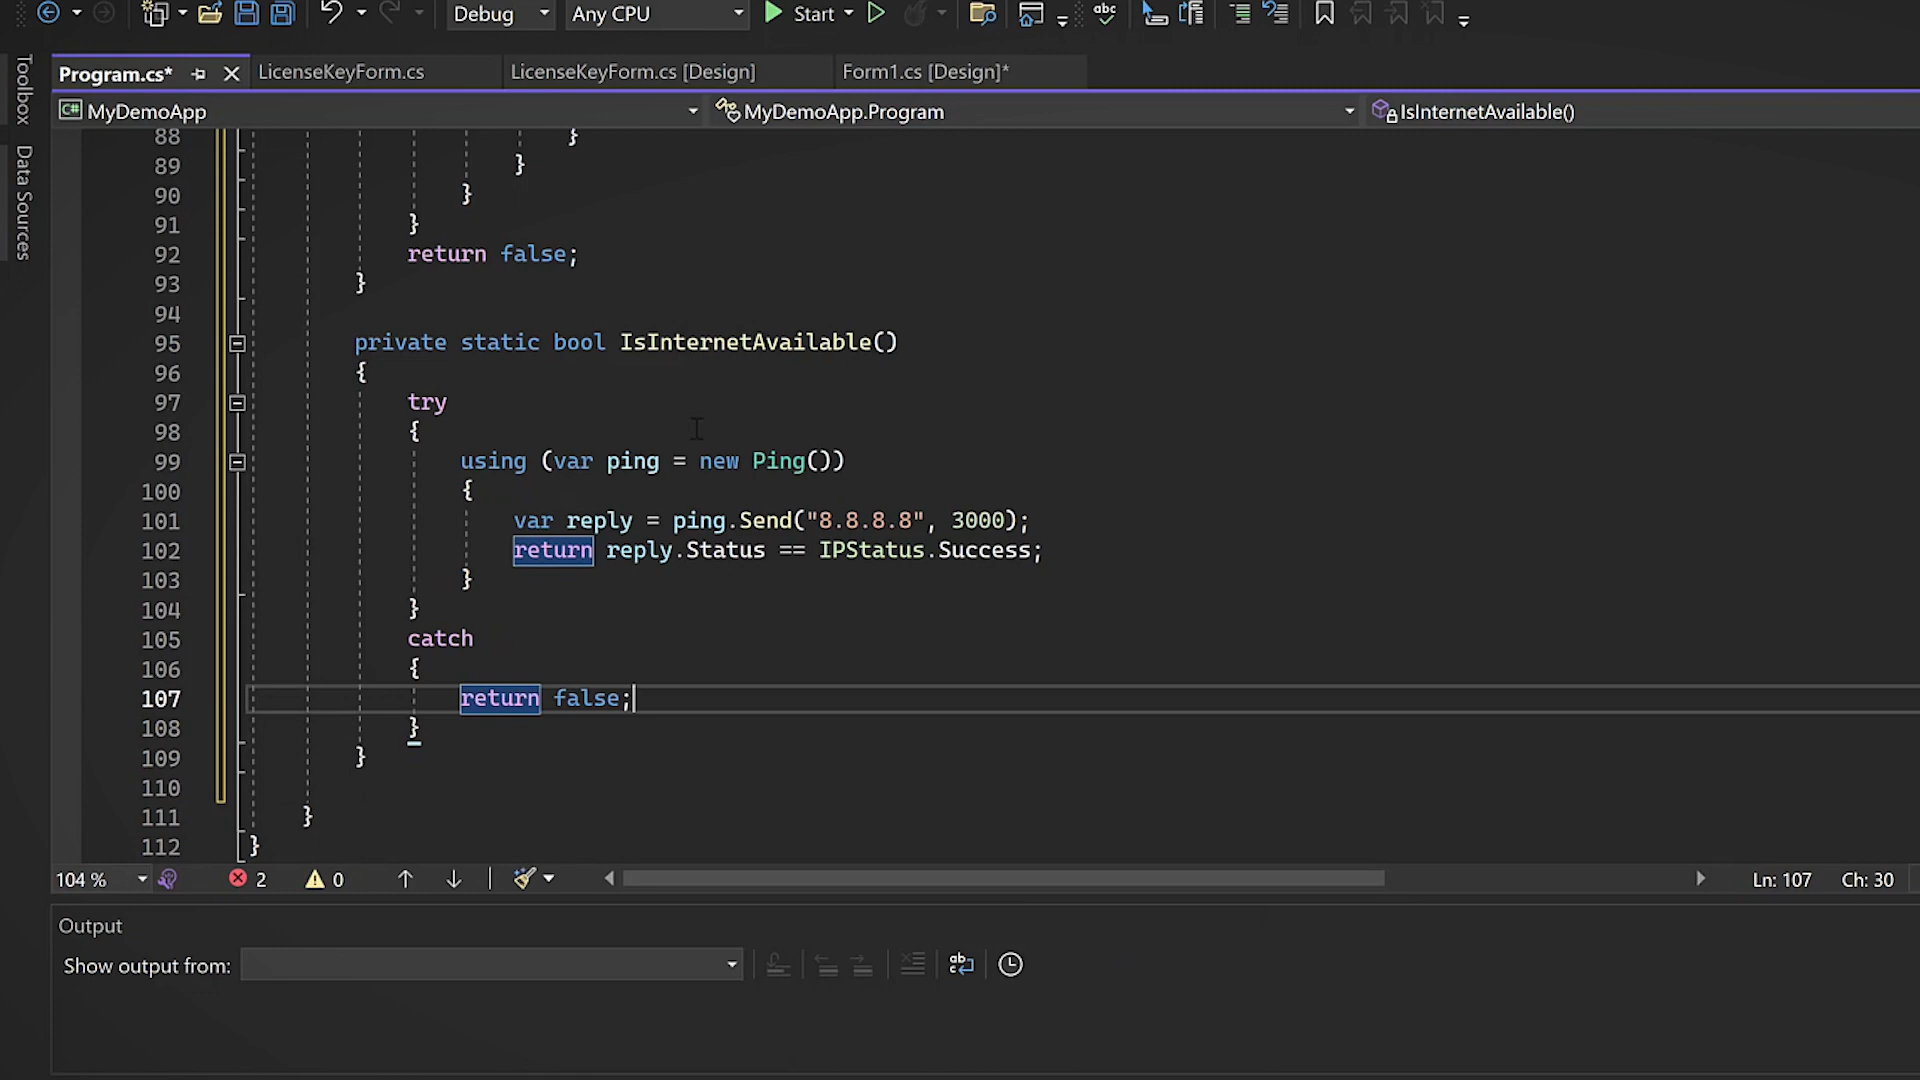 Debug Any CPU Start abc
Toolbox
Data Sources
Program.cs* LicenseKeyForm.cs LicenseKeyForm.cs [Design] Form1.cs [Design]*
C# MyDemoApp MyDemoApp.Program IsInternetAvailable()
88 }
89 }
90 }
91 }
92 return false;
93 }
94
95 private static bool IsInternetAvailable()
96 {
97 try
98 {
99 using (var ping = new Ping())
100 {
101 var reply = ping.Send("8.8.8.8", 3000);
102 return reply.Status == IPStatus.Success;
103 }
104 }
105 catch
106 {
107 return false;
108 }
109 }
110
111 }
112 }
104 % 2 0 Ln: 107 Ch: 30
Output
Show output from: